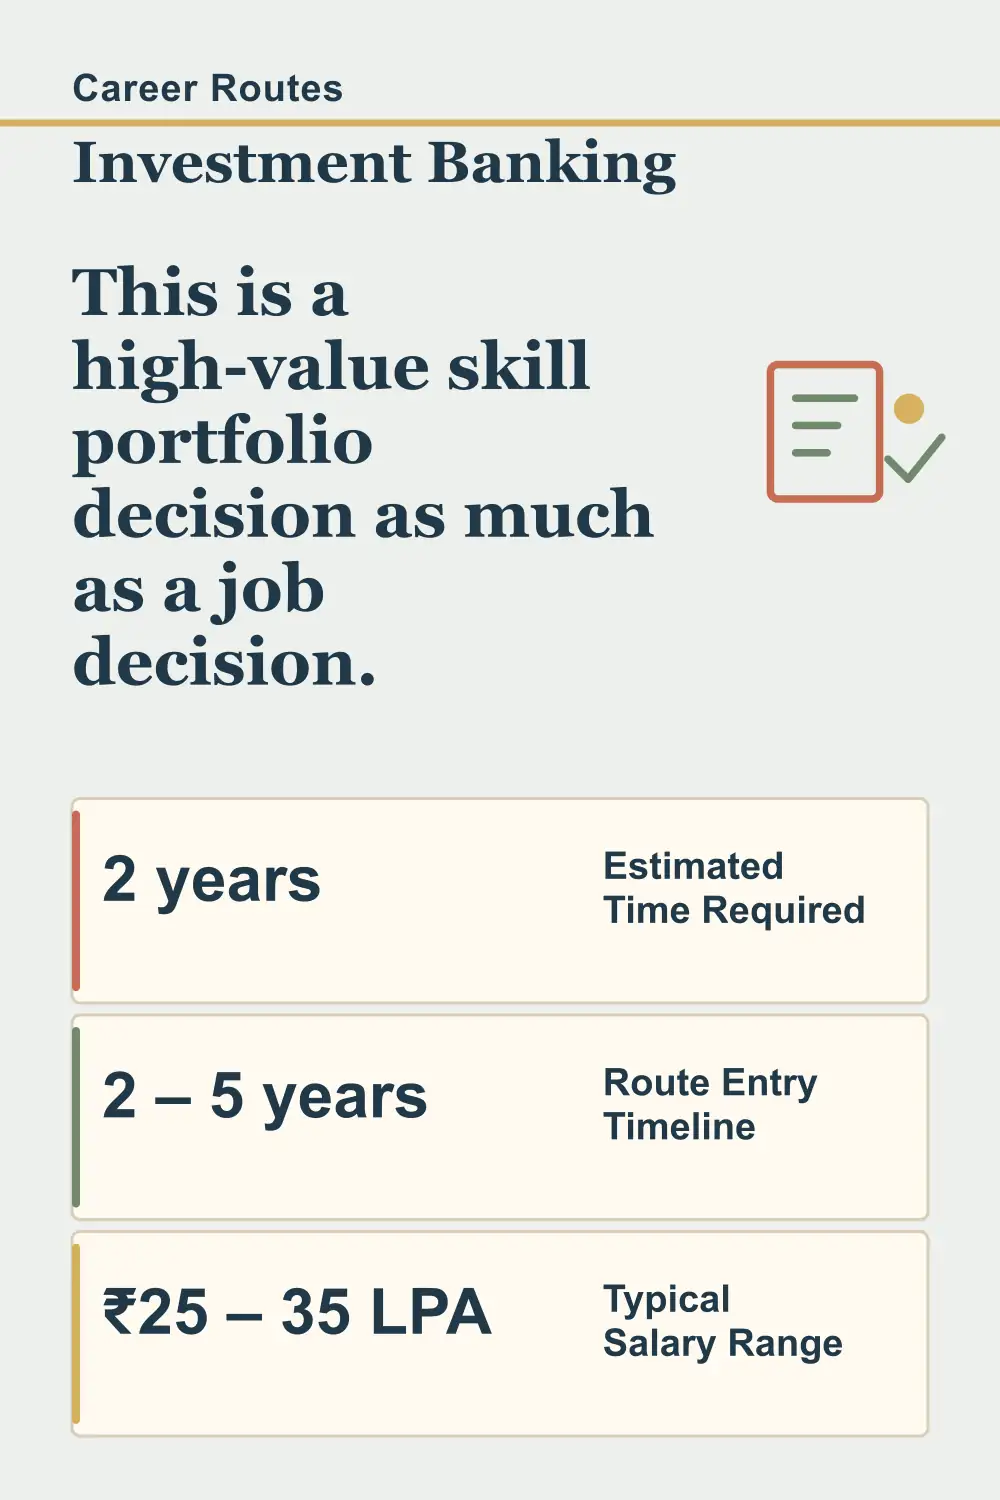 Career Routes
Investment Banking
This is a
high-value skill
portfolio
decision as much
as a job
decision.
2 years
Estimated
Time Required
2 – 5 years
Route Entry
Timeline
₹25 – 35 LPA
Typical
Salary Range